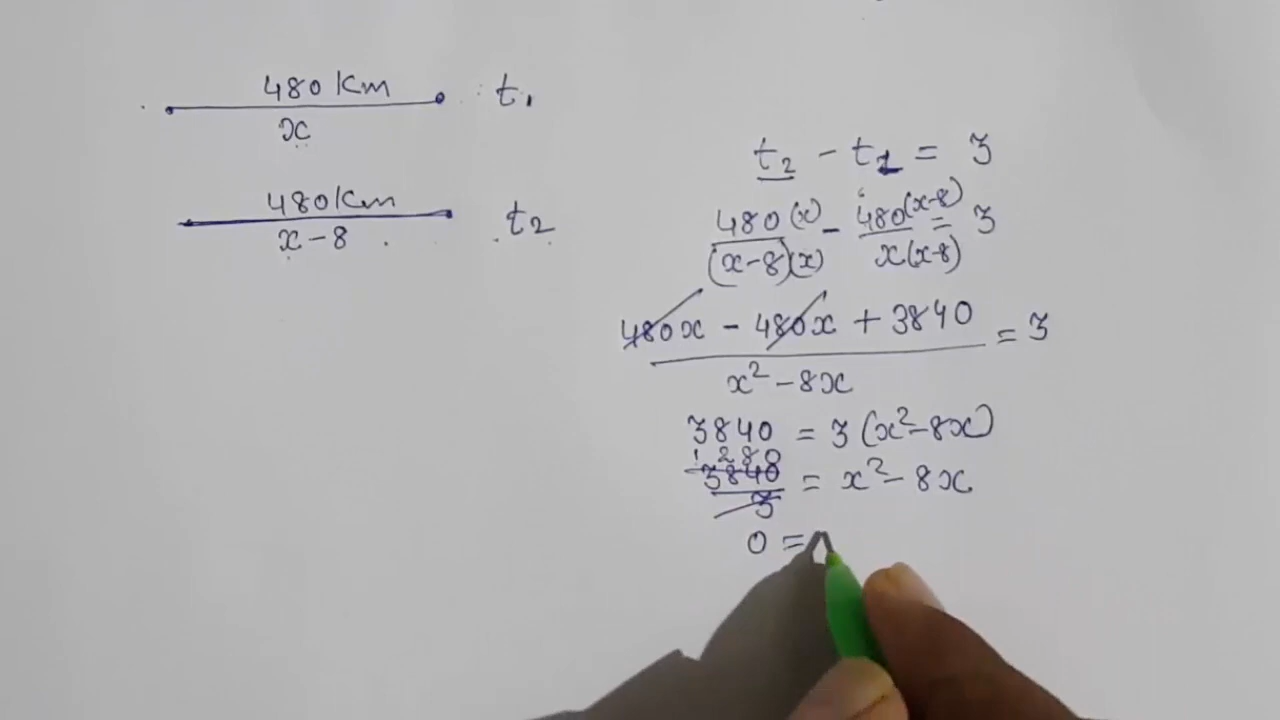 480 Km t₁
x
480 Km t₂
x-8
t₂ - t₁ = 3
480(x) - 480(x-8) = 3
(x-8)(x) x(x-8)
480x - 480x + 3840 = 3
x² - 8x
3840 = 3(x²-8x)
1280
3840 = x² - 8x
3
0 =